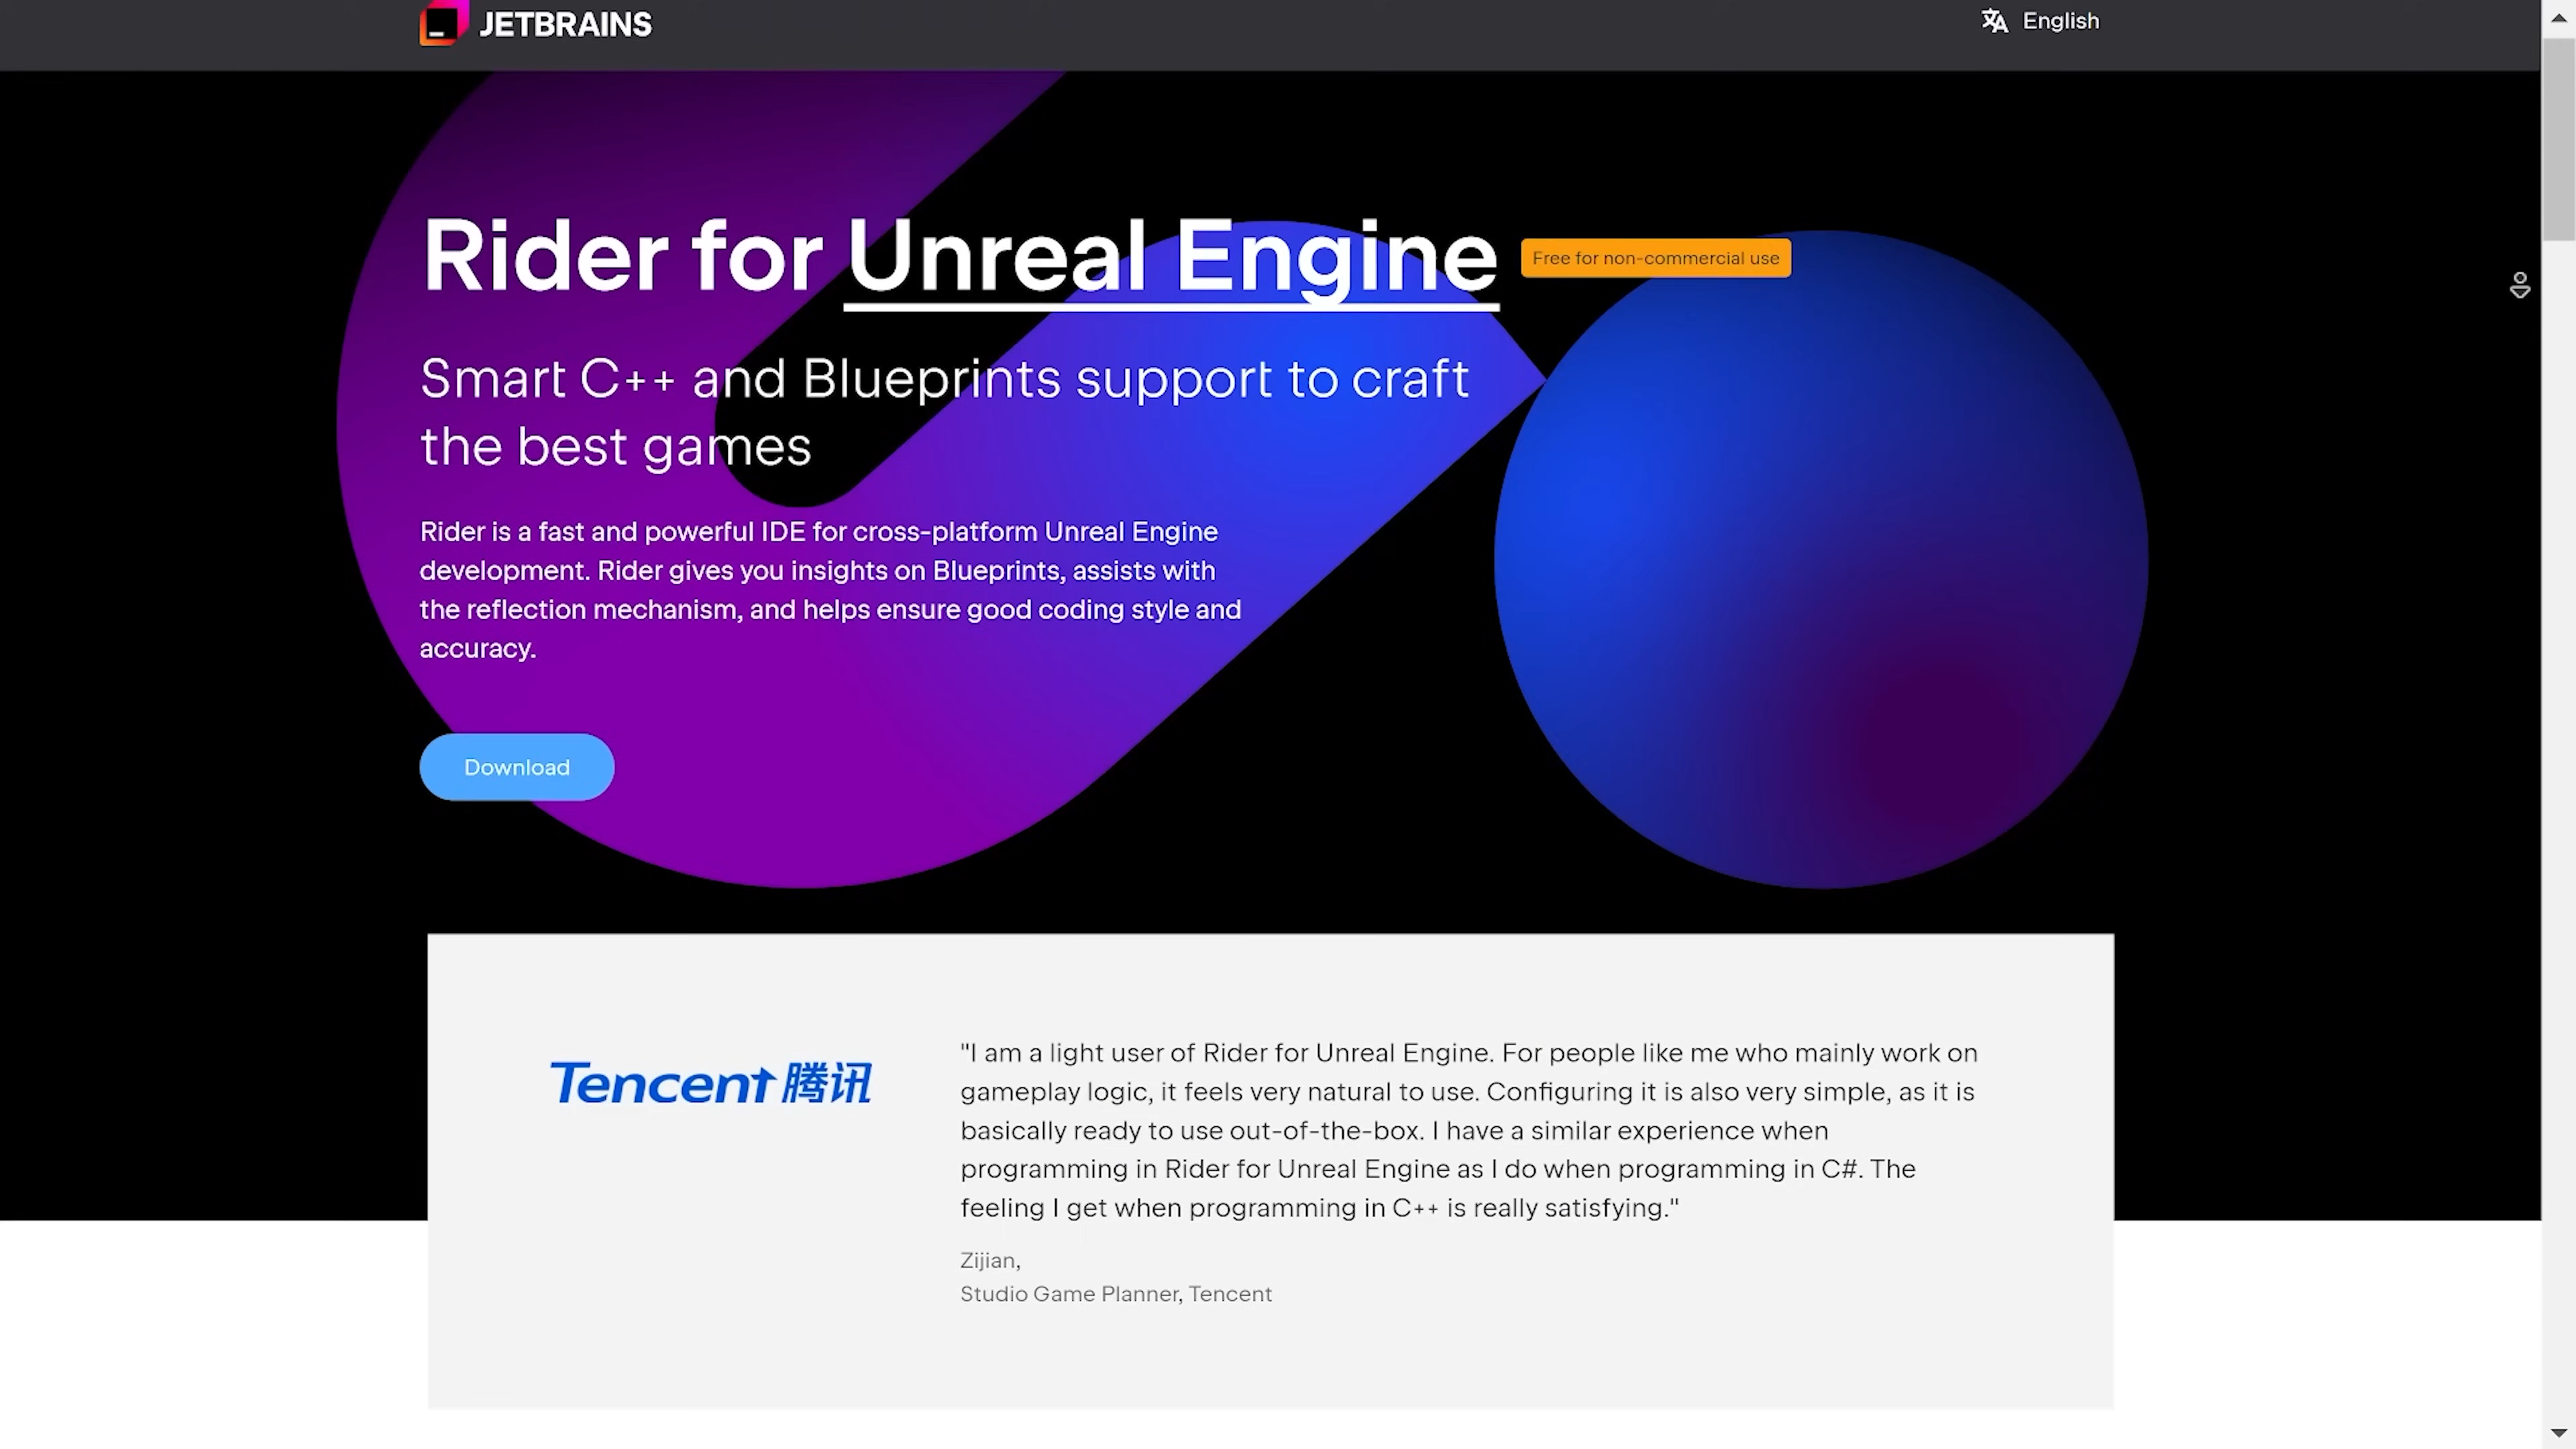 JETBRAINS
English
Rider for Unreal Engine
Free for non-commercial use
Smart C++ and Blueprints support to craft
the best games
Rider is a fast and powerful IDE for cross-platform Unreal Engine
development. Rider gives you insights on Blueprints, assists with
the reflection mechanism, and helps ensure good coding style and
accuracy.
Download
Tencent 腾讯
"I am a light user of Rider for Unreal Engine. For people like me who mainly work on
gameplay logic, it feels very natural to use. Configuring it is also very simple, as it is
basically ready to use out-of-the-box. I have a similar experience when
programming in Rider for Unreal Engine as I do when programming in C#. The
feeling I get when programming in C++ is really satisfying."
Zijian,
Studio Game Planner, Tencent